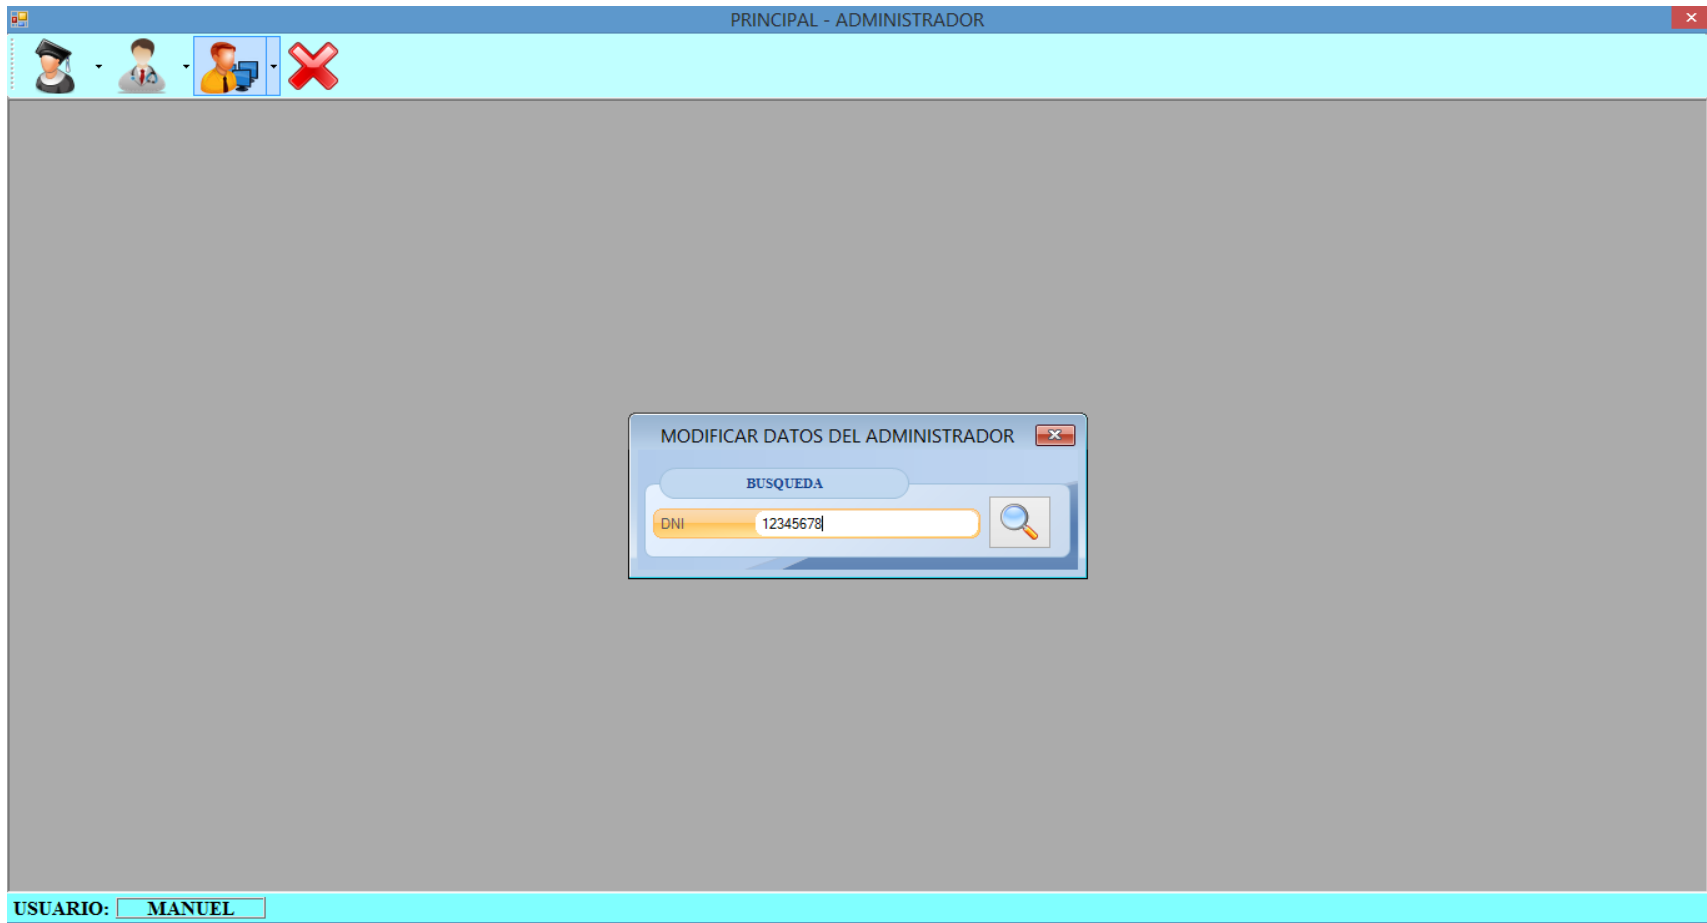 PRINCIPAL - ADMINISTRADOR
MODIFICAR DATOS DEL ADMINISTRADOR
BUSQUEDA
DNI 12345678
USUARIO: MANUEL